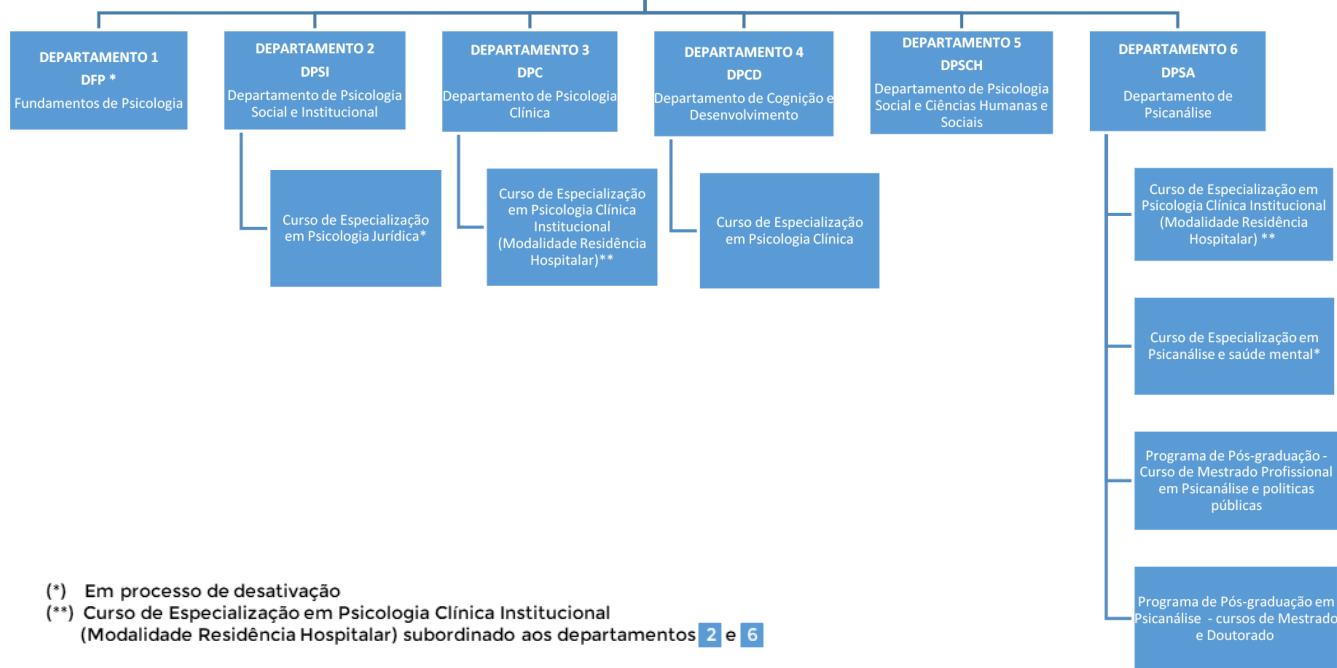 DEPARTAMENTO 1
DFP *
Fundamentos de Psicologia
DEPARTAMENTO 2
DPSI
Departamento de Psicologia
Social e Institucional
DEPARTAMENTO 3
DPC
Departamento de Psicologia
Clínica
DEPARTAMENTO 4
DPCD
Departamento de Cognição e
Desenvolvimento
DEPARTAMENTO 5
DPSCH
Departamento de Psicologia
Social e Ciências Humanas e
Sociais
DEPARTAMENTO 6
DPSA
Departamento de
Psicanálise
Curso de Especialização
em Psicologia Jurídica*
Curso de Especialização
em Psicologia Clínica
Institucional
(Modalidade Residência
Hospitalar)**
Curso de Especialização
em Psicologia Clínica
Curso de Especialização em
Psicologia Clínica Institucional
(Modalidade Residência
Hospitalar) **
Curso de Especialização em
Psicanálise e saúde mental*
Programa de Pós-graduação -
Curso de Mestrado Profissional
em Psicanálise e politicas
públicas
Programa de Pós-graduação em
Psicanálise - cursos de Mestrado
e Doutorado
(*) Em processo de desativação
(**) Curso de Especialização em Psicologia Clínica Institucional
(Modalidade Residência Hospitalar) subordinado aos departamentos 2 e 6